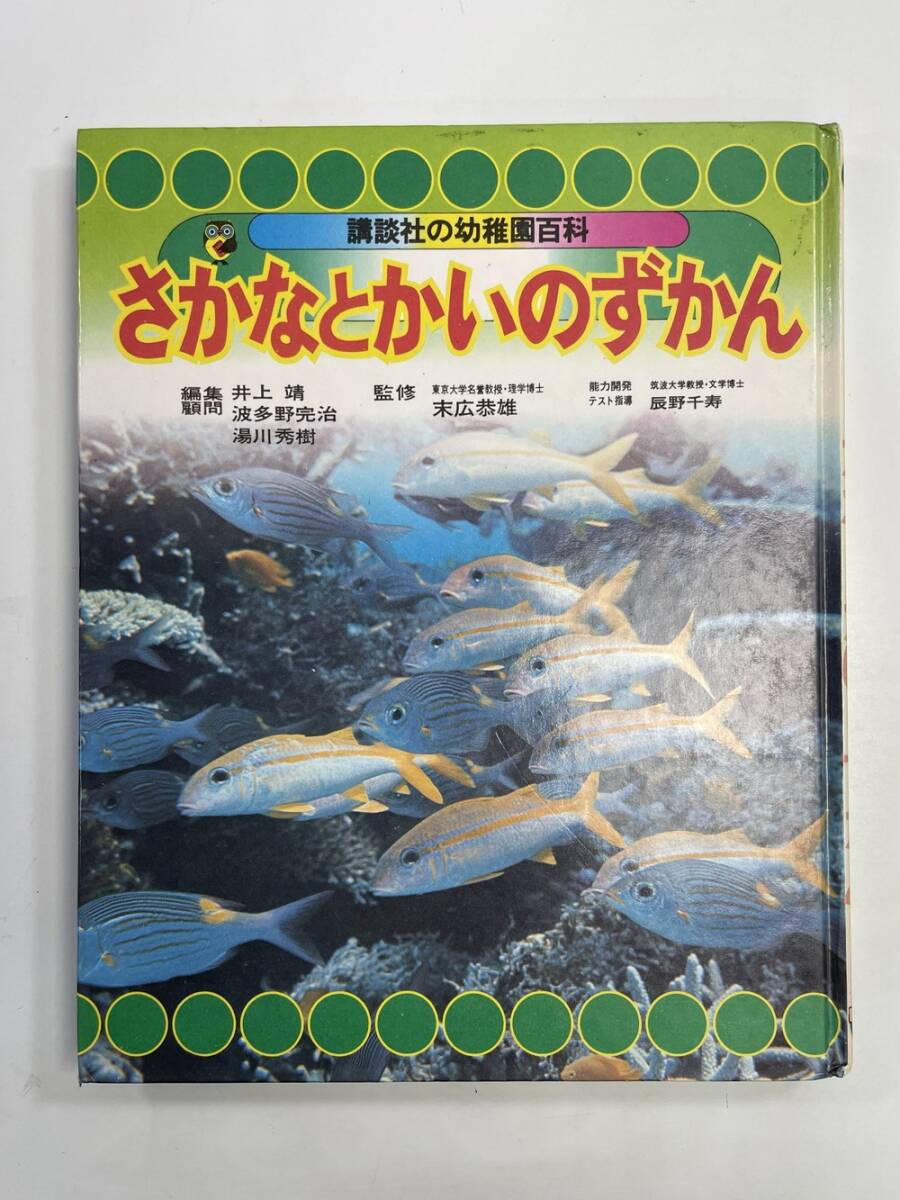 講談社の幼稚園百科
さかなとかいのずかん
編集顧問 井上 靖
波多野完治
湯川秀樹
監修 東京大学名誉教授・理学博士
末広恭雄
能力開発テスト指導 筑波大学教授・文学博士
辰野千寿